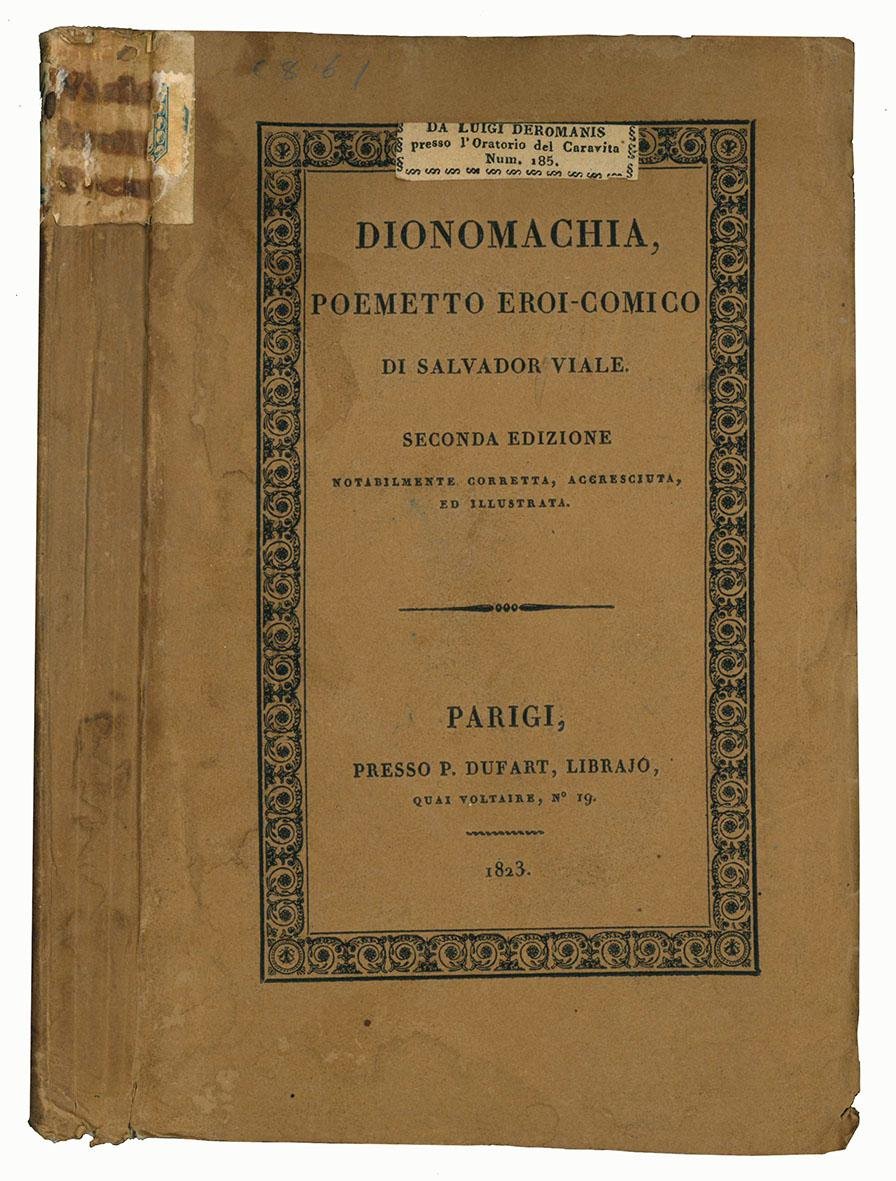 DA LUIGI DEROMANIS
presso l'Oratorio del Caravita
Num. 185.
DIONOMACHIA,
POEMETTO EROI-COMICO
DI SALVADOR VIALE.
SECONDA EDIZIONE
NOTABILMENTE CORRETTA, ACCRESCIUTA,
ED ILLUSTRATA.
PARIGI,
PRESSO P. DUFART, LIBRAJO,
QUAI VOLTAIRE, Nº 19.
1823.